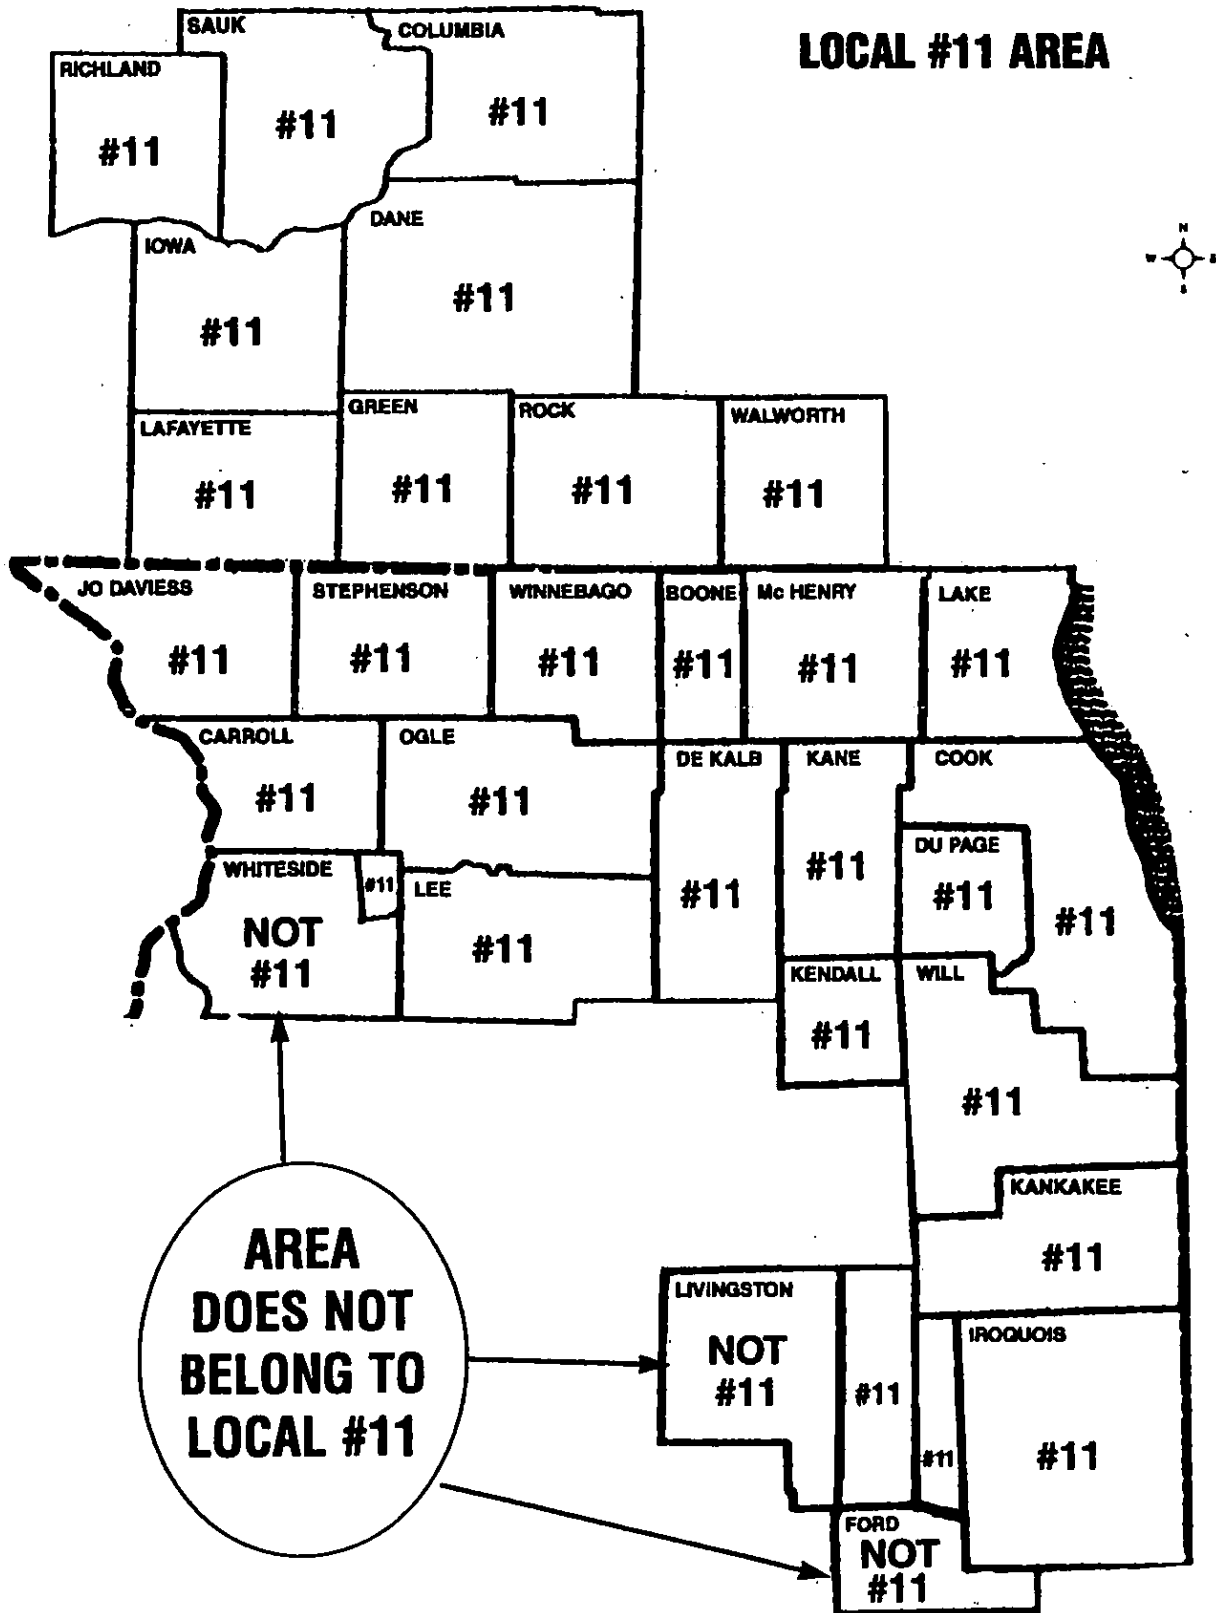 LOCAL #11 AREA
SAUK
#11
COLUMBIA
#11
RICHLAND
#11
N
W
S
DANE
#11
IOWA
#11
GREEN
#11
ROCK
#11
WALWORTH
#11
LAFAYETTE
#11
JO DAVIESS
#11
STEPHENSON
#11
WINNEBAGO
#11
BOONE
#11
Mc HENRY
#11
LAKE
#11
CARROLL
#11
OGLE
#11
DE KALB
#11
KANE
#11
COOK
#11
DU PAGE
#11
WHITESIDE
NOT
#11
#11
LEE
#11
KENDALL
#11
WILL
#11
KANKAKEE
#11
AREA
DOES NOT
BELONG TO
LOCAL #11
LIVINGSTON
NOT
#11
#11
#11
IROQUOIS
#11
FORD
NOT
#11